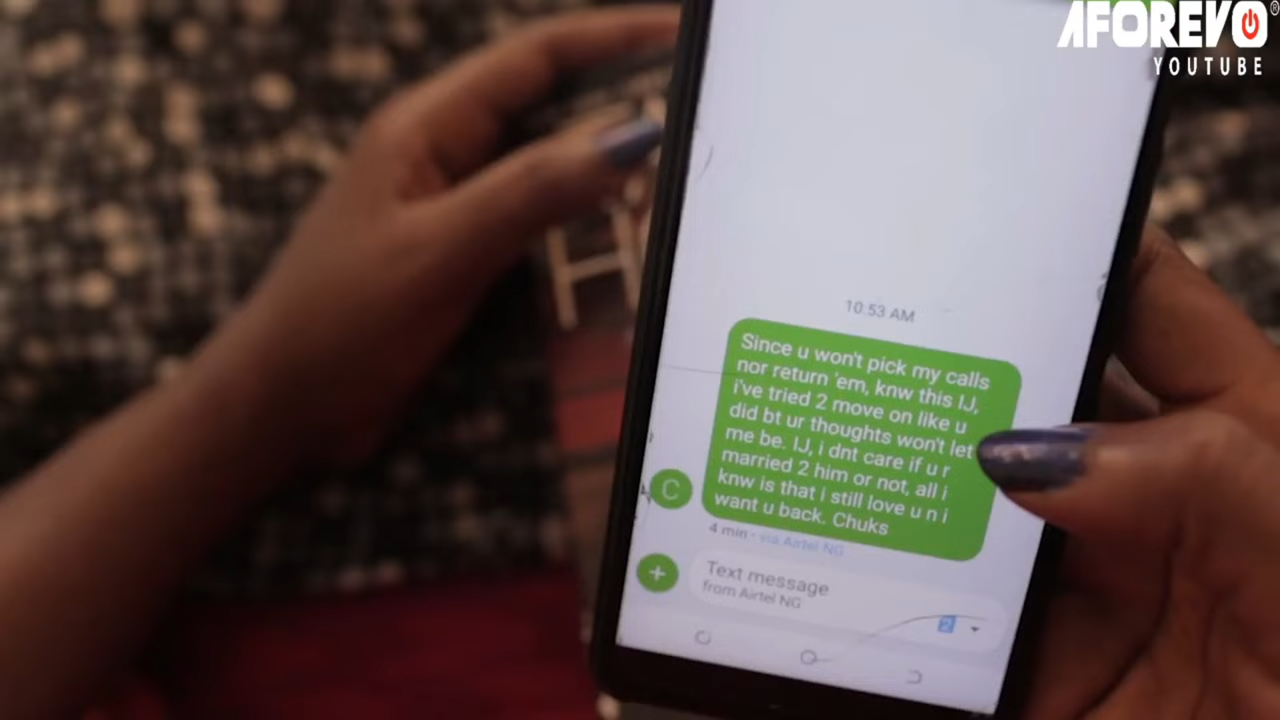 AFOREVO
YOUTUBE
10:53 AM
Since u won't pick my calls
nor return 'em, knw this IJ,
i've tried 2 move on like u
did bt ur thoughts won't let
me be. IJ, i dnt care if u r
married 2 him or not, all i
knw is that i still love u n i
want u back. Chuks
C
4 min · via Airtel NG
+
Text message
from Airtel NG
2